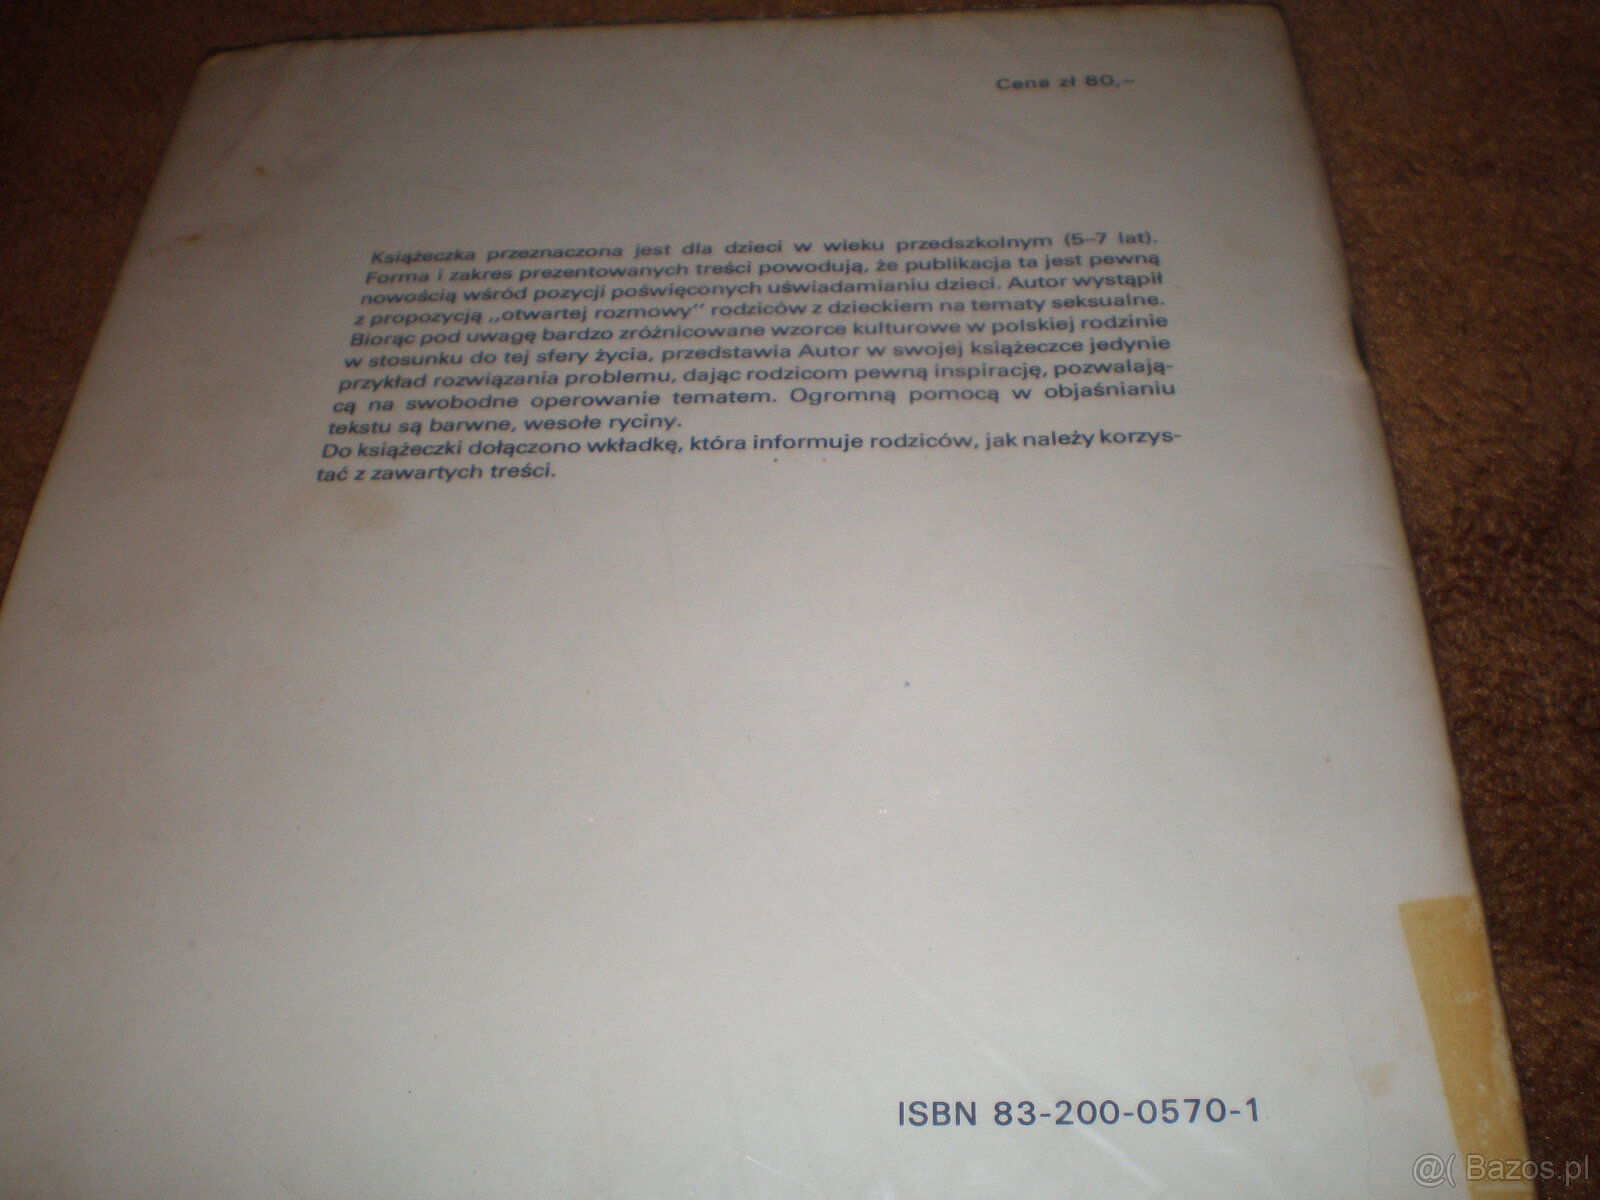 Cena zł 80,—
Książeczka przeznaczona jest dla dzieci w wieku przedszkolnym (5–7 lat).
Forma i zakres prezentowanych treści powodują, że publikacja ta jest pewną
nowością wśród pozycji poświęconych uświadamianiu dzieci. Autor wystąpił
z propozycją „otwartej rozmowy" rodziców z dzieckiem na tematy seksualne.
Biorąc pod uwagę bardzo zróżnicowane wzorce kulturowe w polskiej rodzinie
w stosunku do tej sfery życia, przedstawia Autor w swojej książeczce jedynie
przykład rozwiązania problemu, dając rodzicom pewną inspirację, pozwalają-
cą na swobodne operowanie tematem. Ogromną pomocą w objaśnianiu
tekstu są barwne, wesołe ryciny.
Do książeczki dołączono wkładkę, która informuje rodziców, jak należy korzys-
tać z zawartych treści.
ISBN 83-200-0570-1
@( Bazos.pl